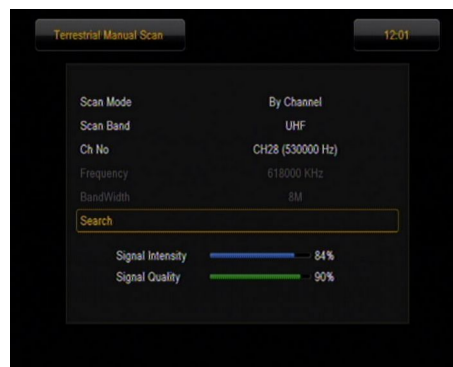 Terrestrial Manual Scan 12:01
Scan Mode By Channel
Scan Band UHF
Ch No CH28 (530000 Hz)
Frequency 618000 KHz
BandWidth 8M
Search
Signal Intensity 84%
Signal Quality 90%